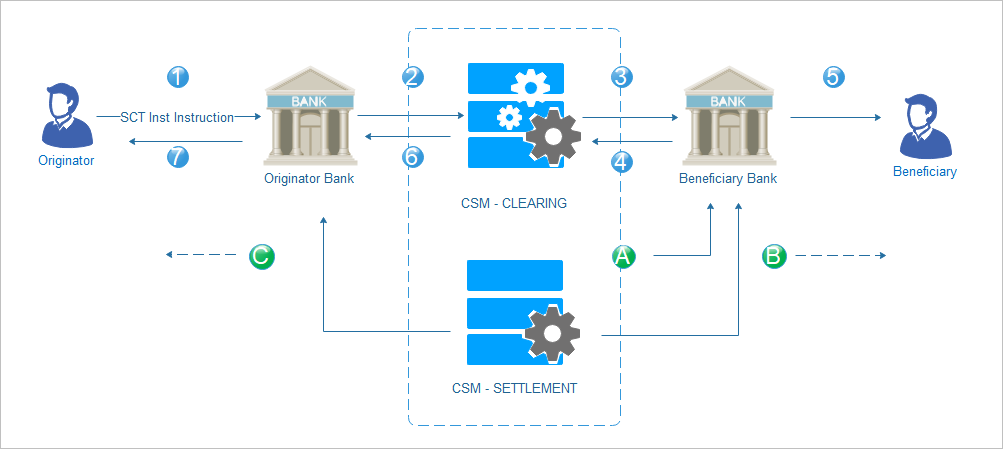 1
2
3
5
BANK
BANK
SCT Inst Instruction
7
6
4
Originator
Originator Bank
Beneficiary Bank
Beneficiary
CSM - CLEARING
C
A
B
CSM - SETTLEMENT